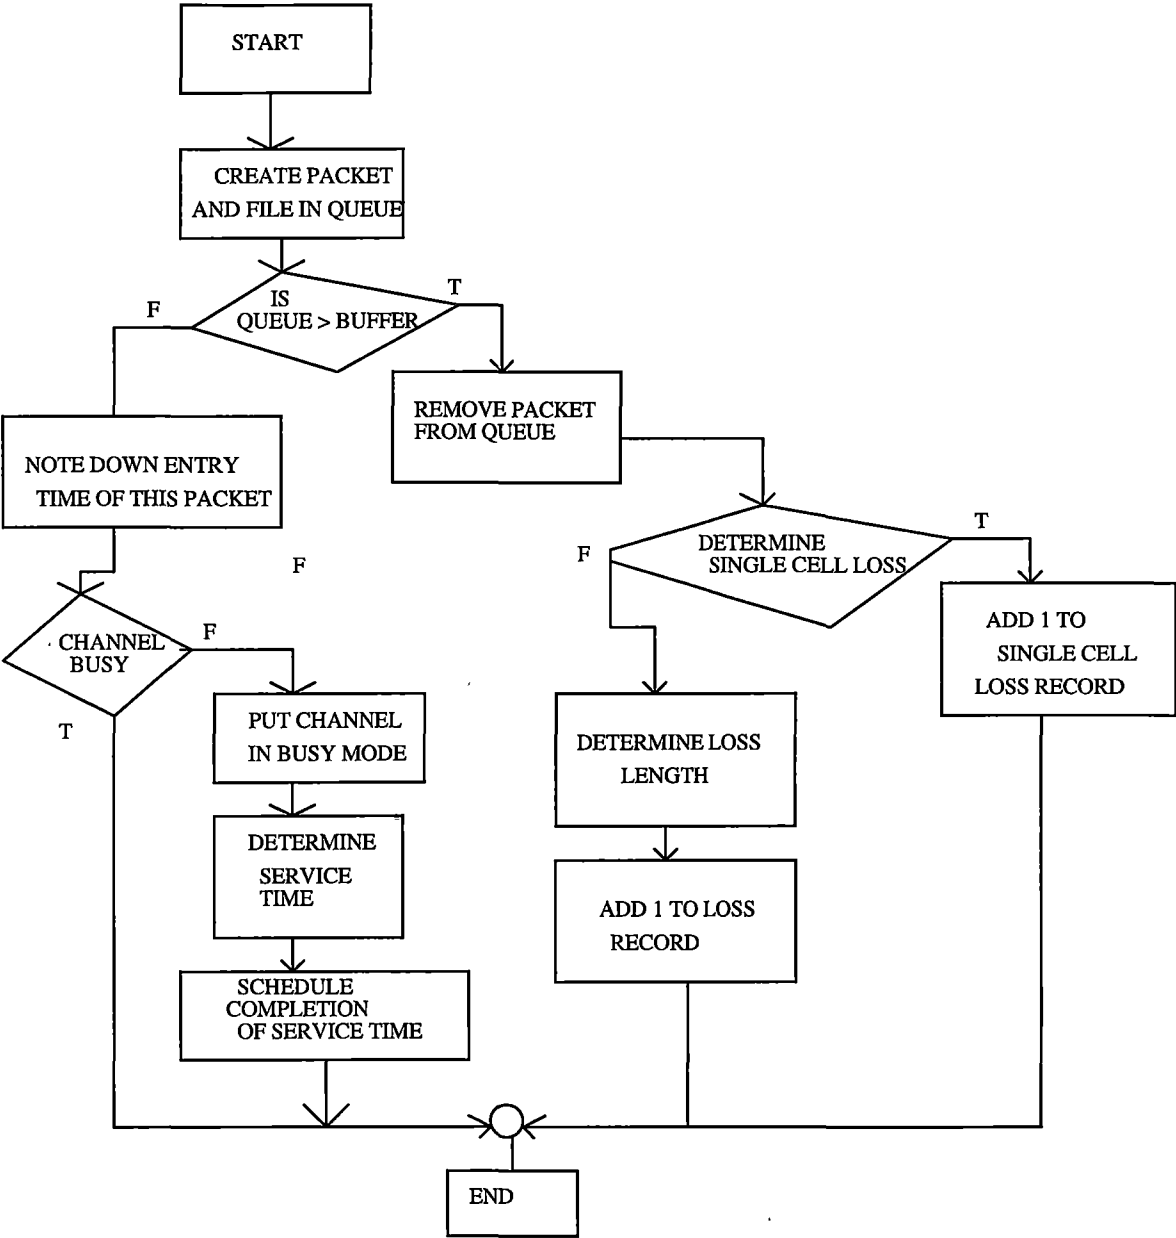 START
CREATE PACKET
AND FILE IN QUEUE
IS
QUEUE > BUFFER
F
T
REMOVE PACKET
FROM QUEUE
NOTE DOWN ENTRY
TIME OF THIS PACKET
F
DETERMINE
SINGLE CELL LOSS
F
T
CHANNEL
BUSY
F
T
ADD 1 TO
SINGLE CELL
LOSS RECORD
PUT CHANNEL
IN BUSY MODE
DETERMINE LOSS
LENGTH
DETERMINE
SERVICE
TIME
ADD 1 TO LOSS
RECORD
SCHEDULE
COMPLETION
OF SERVICE TIME
END